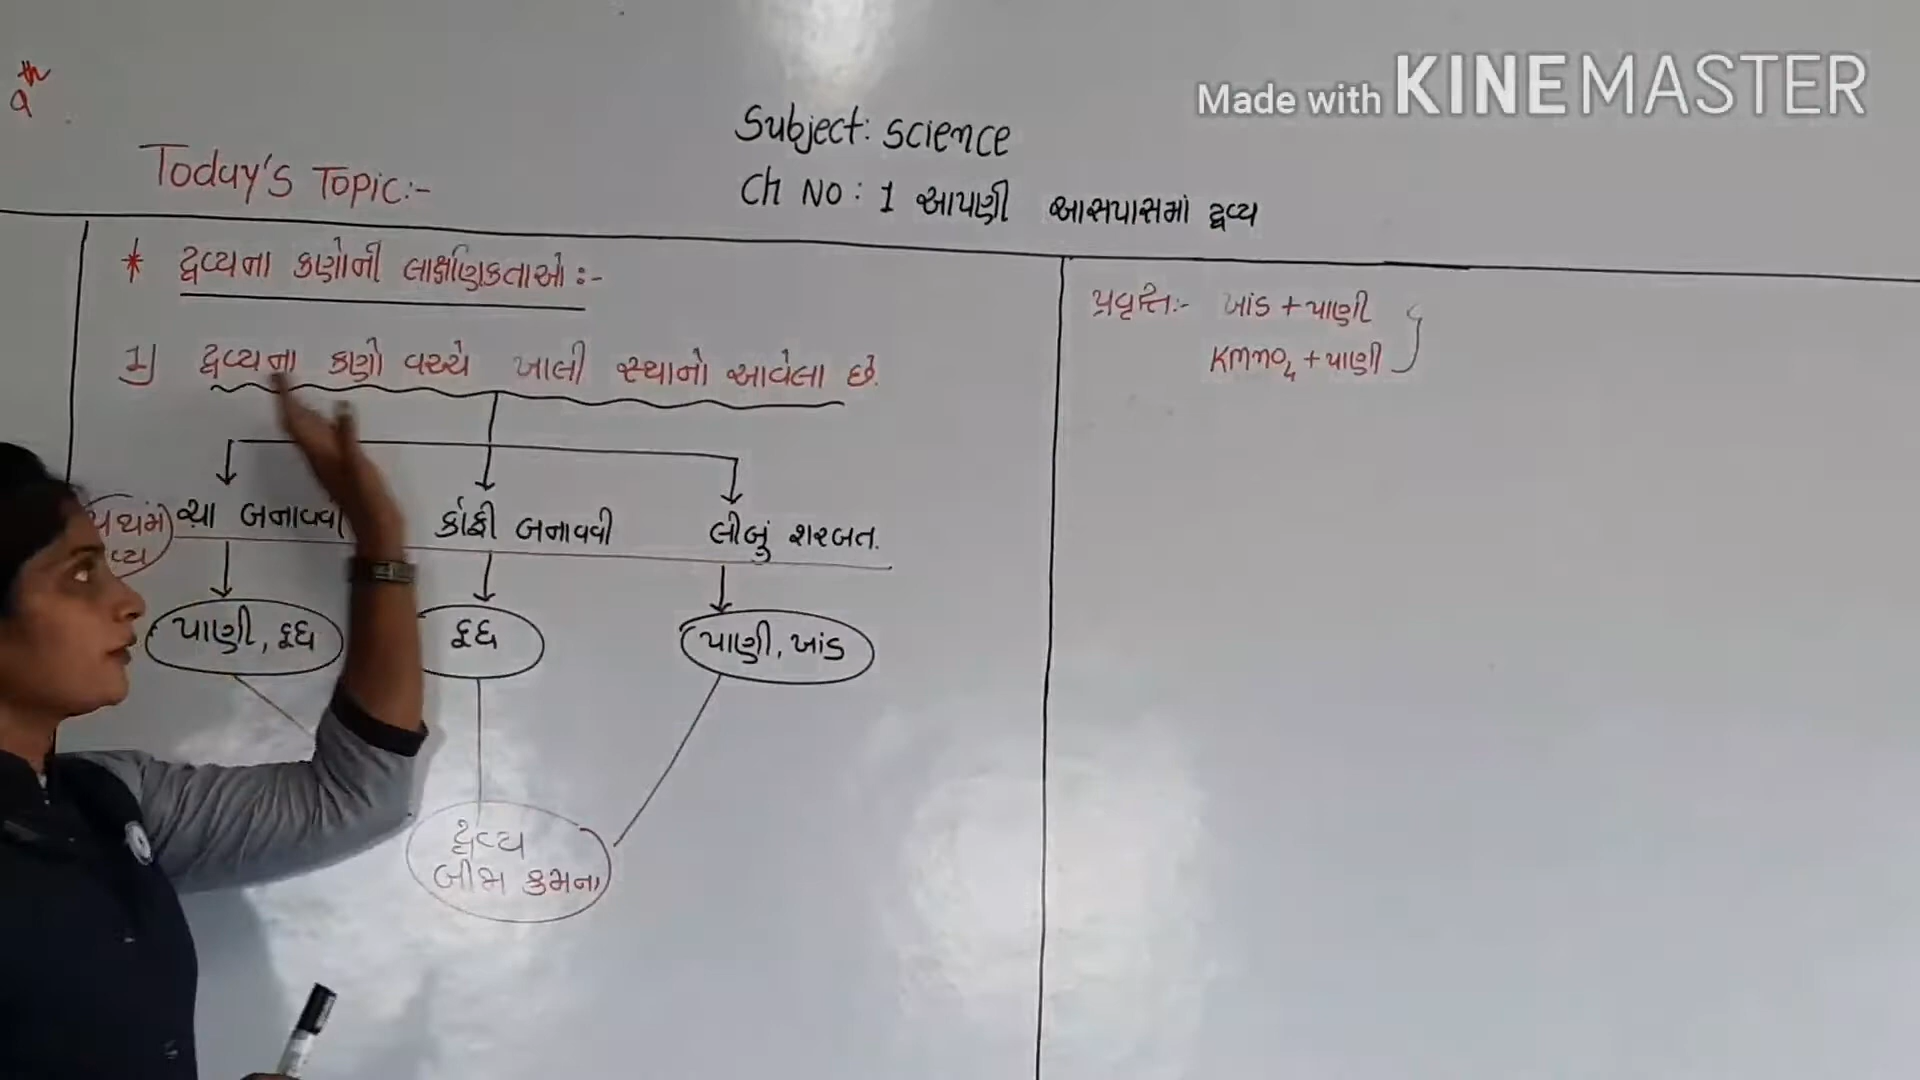 9th
Made with KINEMASTER
Subject: Science
Ch No: 1 આપણી આસપાસમાં દ્રવ્ય
Today's Topic:-
* દ્રવ્યના કણોની લાક્ષણિકતાઓ :-
1) દ્રવ્યના કણો વચ્ચે ખાલી સ્થાનો આવેલા છે.
ચા બનાવવી કોફી બનાવવી લીંબું શરબત.
પાણી, દૂધ દૂધ પાણી, ખાંડ
દ્રવ્ય
બીજા ક્રમના
પ્રવૃત્તિ:- ખાંડ + પાણી
KMnO4 + પાણી